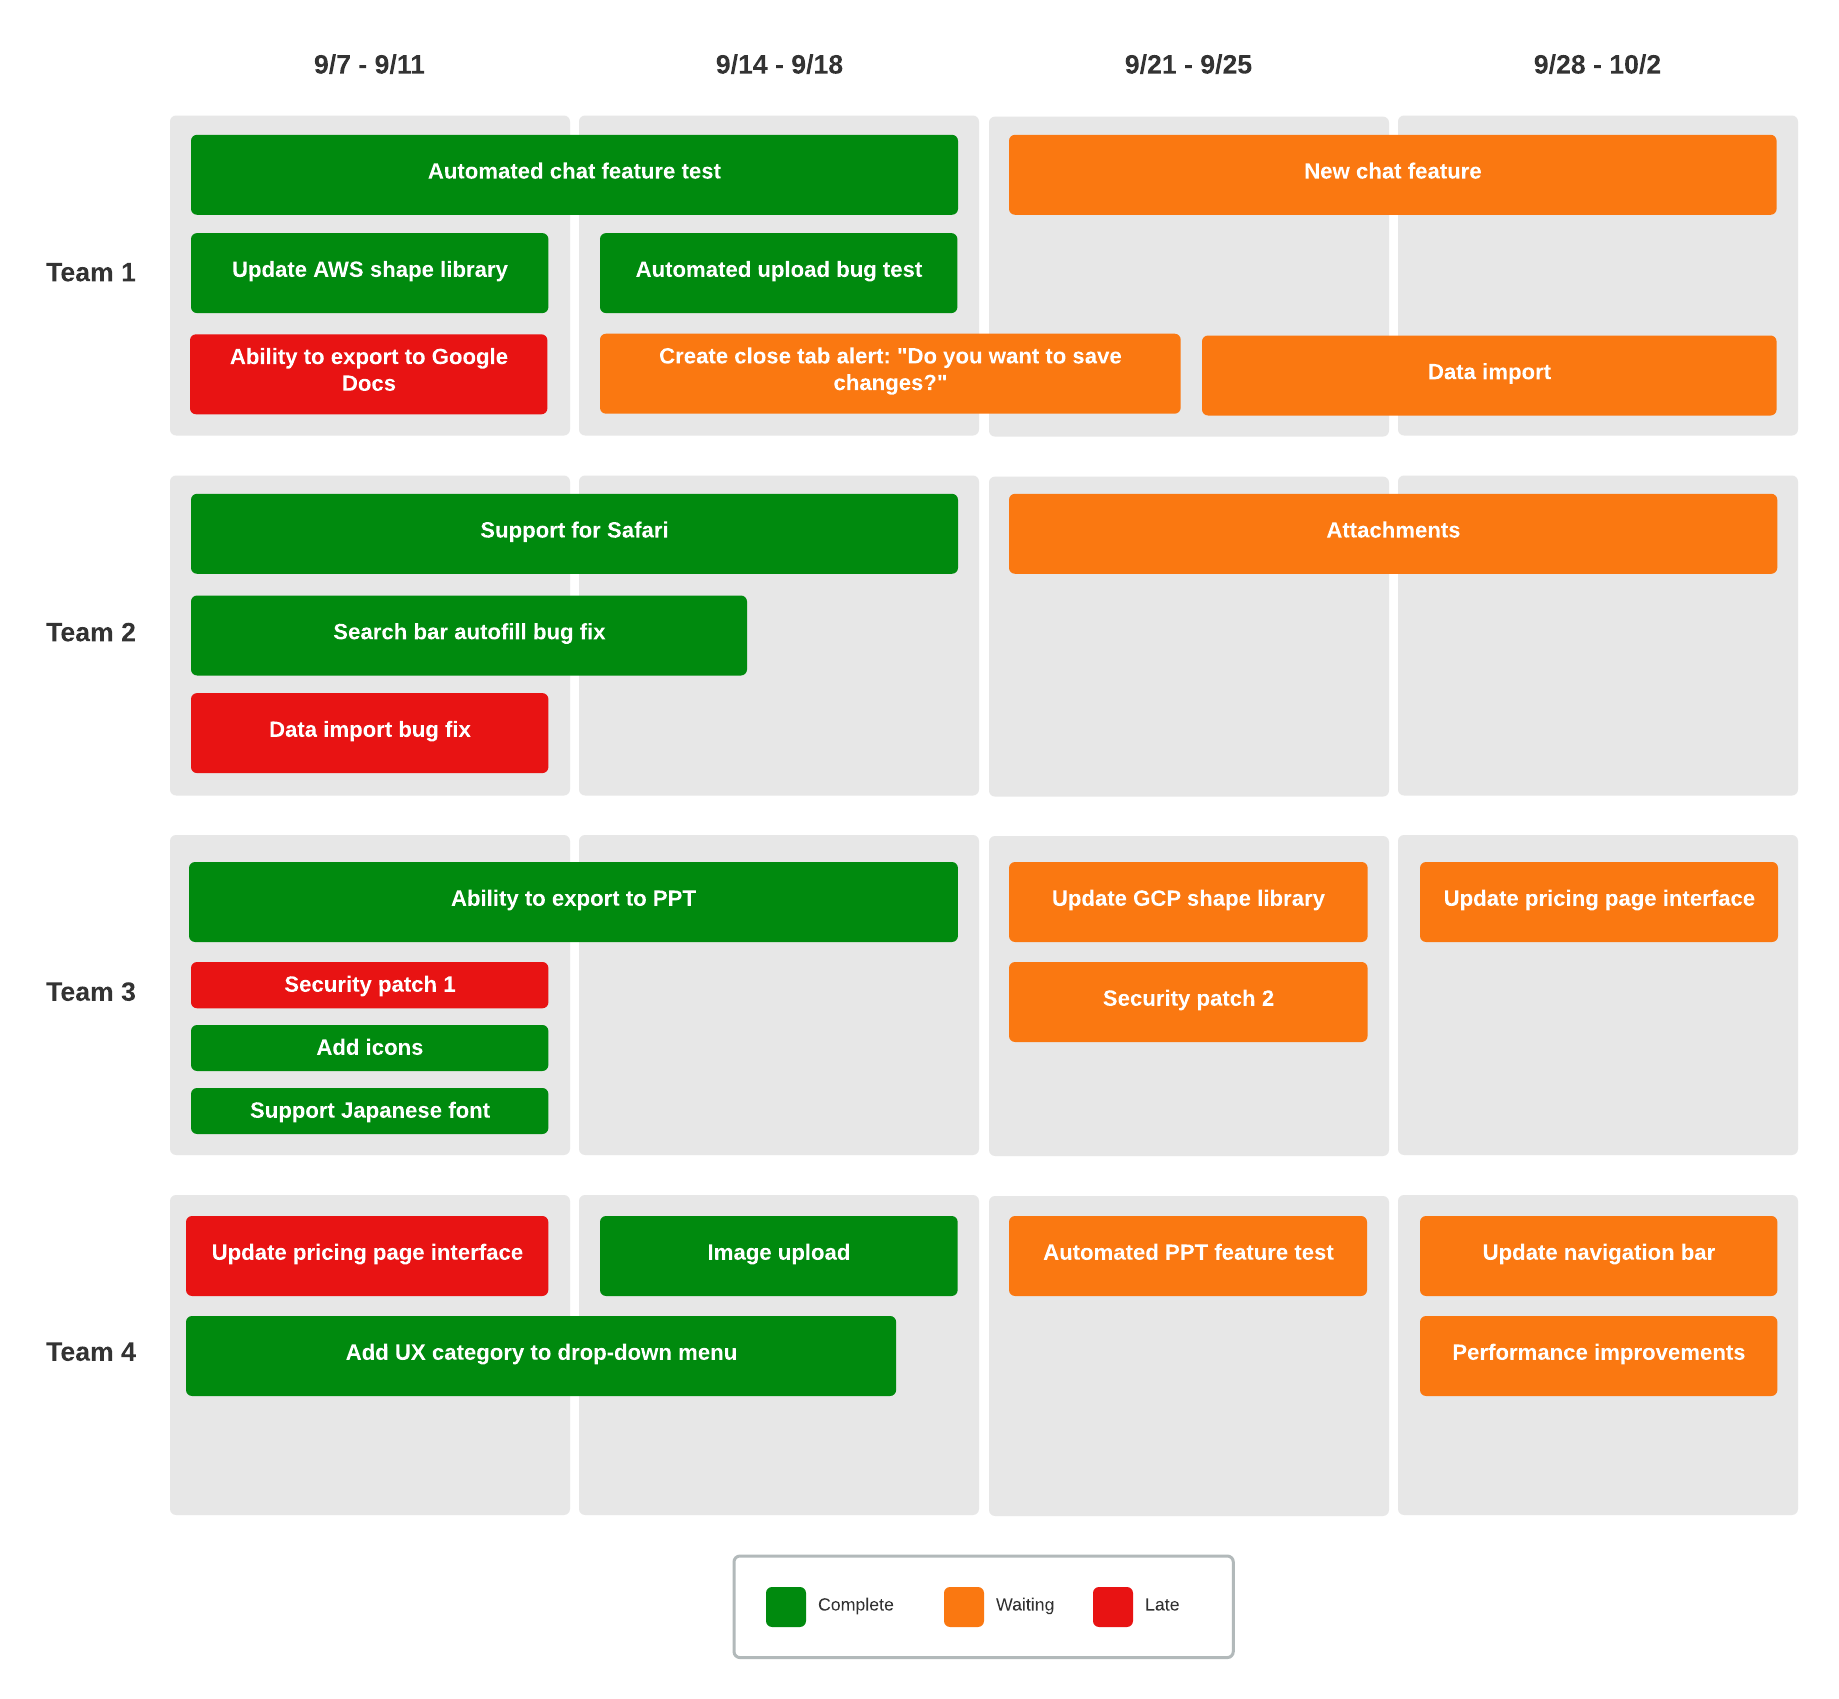 9/7 - 9/11
9/14 - 9/18
9/21 - 9/25
9/28 - 10/2
Team 1
Automated chat feature test
New chat feature
Update AWS shape library
Automated upload bug test
Ability to export to Google
Docs
Create close tab alert: "Do you want to save
changes?"
Data import
Team 2
Support for Safari
Attachments
Search bar autofill bug fix
Data import bug fix
Team 3
Ability to export to PPT
Update GCP shape library
Update pricing page interface
Security patch 1
Security patch 2
Add icons
Support Japanese font
Team 4
Update pricing page interface
Image upload
Automated PPT feature test
Update navigation bar
Add UX category to drop-down menu
Performance improvements
Complete
Waiting
Late